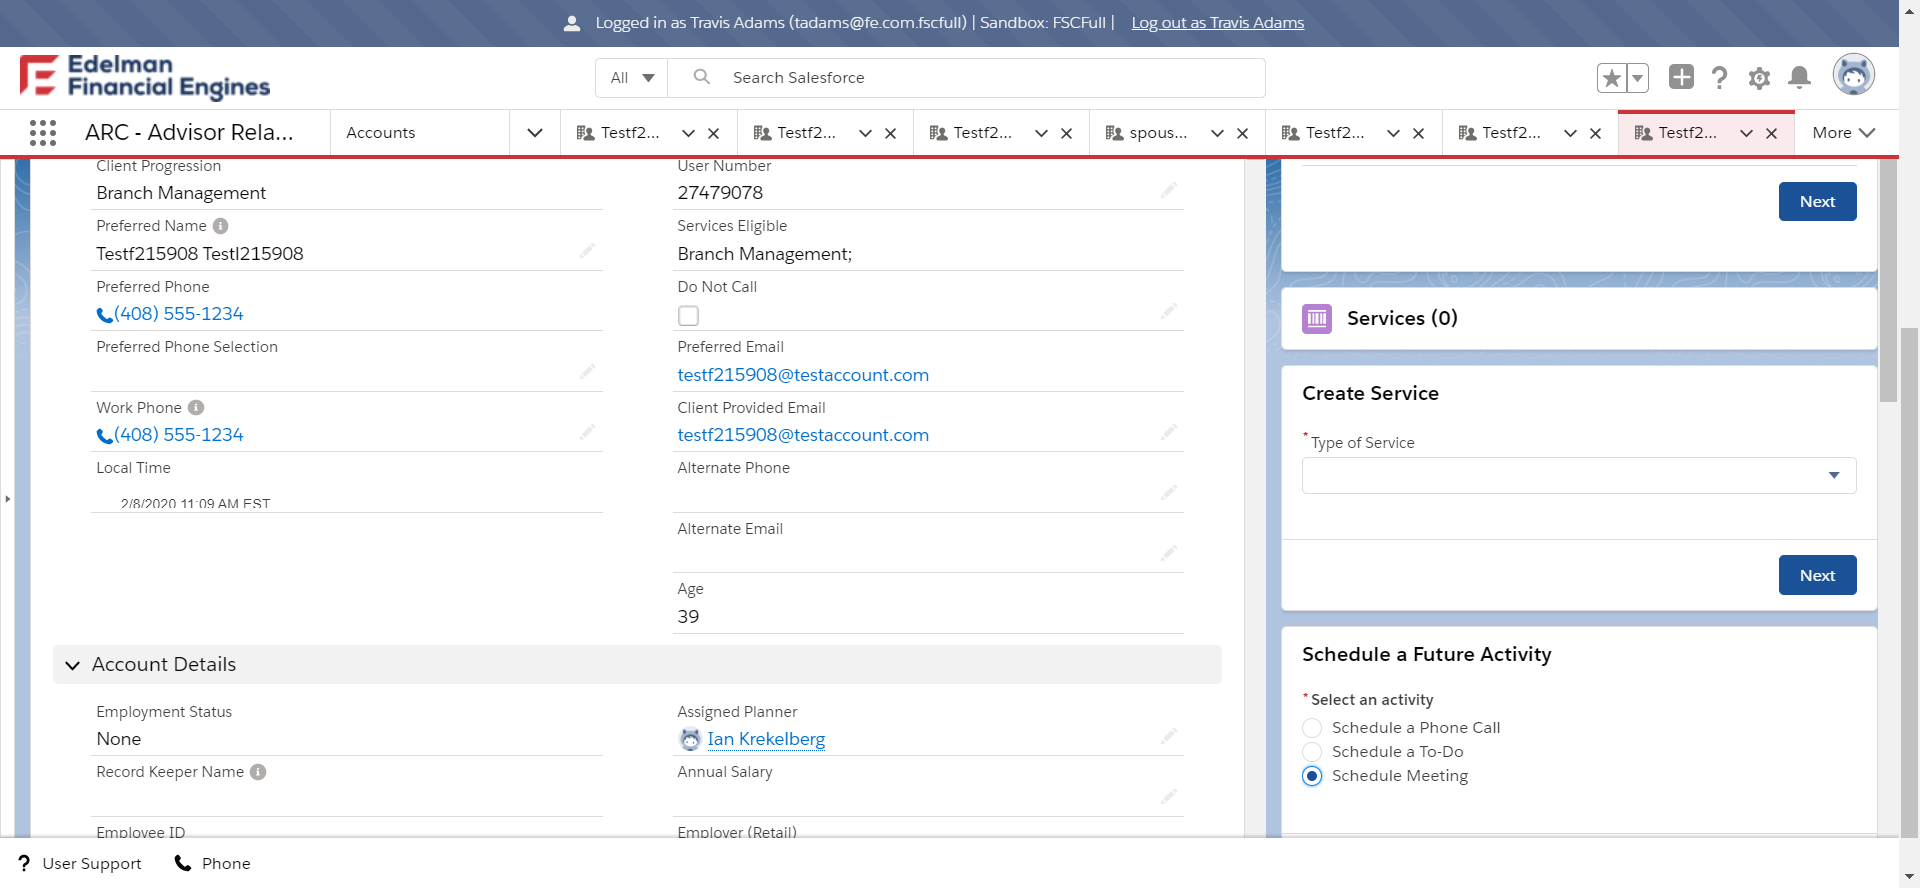 Logged in as Travis Adams (tadams@fe.com.fscfull) | Sandbox: FSCFull | Log out as Travis Adams
Edelman
Financial Engines
All
Search Salesforce
ARC - Advisor Rela...
Accounts
Testf2...
Testf2...
Testf2...
spous...
Testf2...
Testf2...
Testf2...
More
Client Progression
Branch Management
Preferred Name
Testf215908 Testl215908
Preferred Phone
(408) 555-1234
Preferred Phone Selection
Work Phone
(408) 555-1234
Local Time
2/8/2020 11:09 AM EST
User Number
27479078
Services Eligible
Branch Management;
Do Not Call
Preferred Email
testf215908@testaccount.com
Client Provided Email
testf215908@testaccount.com
Alternate Phone
Alternate Email
Age
39
Account Details
Employment Status
None
Record Keeper Name
Employee ID
Assigned Planner
Ian Krekelberg
Annual Salary
Employer (Retail)
Next
Services (0)
Create Service
*Type of Service
Next
Schedule a Future Activity
*Select an activity
Schedule a Phone Call
Schedule a To-Do
Schedule Meeting
User Support
Phone